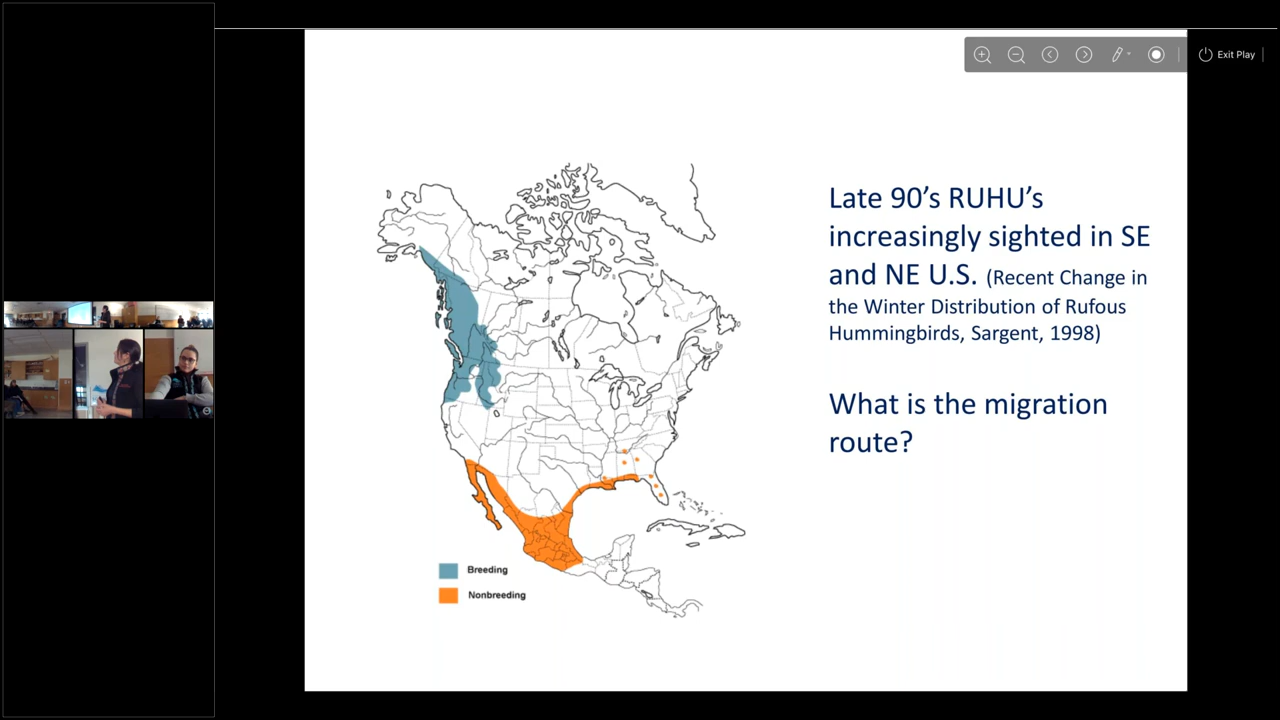 Exit Play
Late 90’s RUHU’s
increasingly sighted in SE
and NE U.S. (Recent Change in
the Winter Distribution of Rufous
Hummingbirds, Sargent, 1998)
What is the migration
route?
Breeding
Nonbreeding